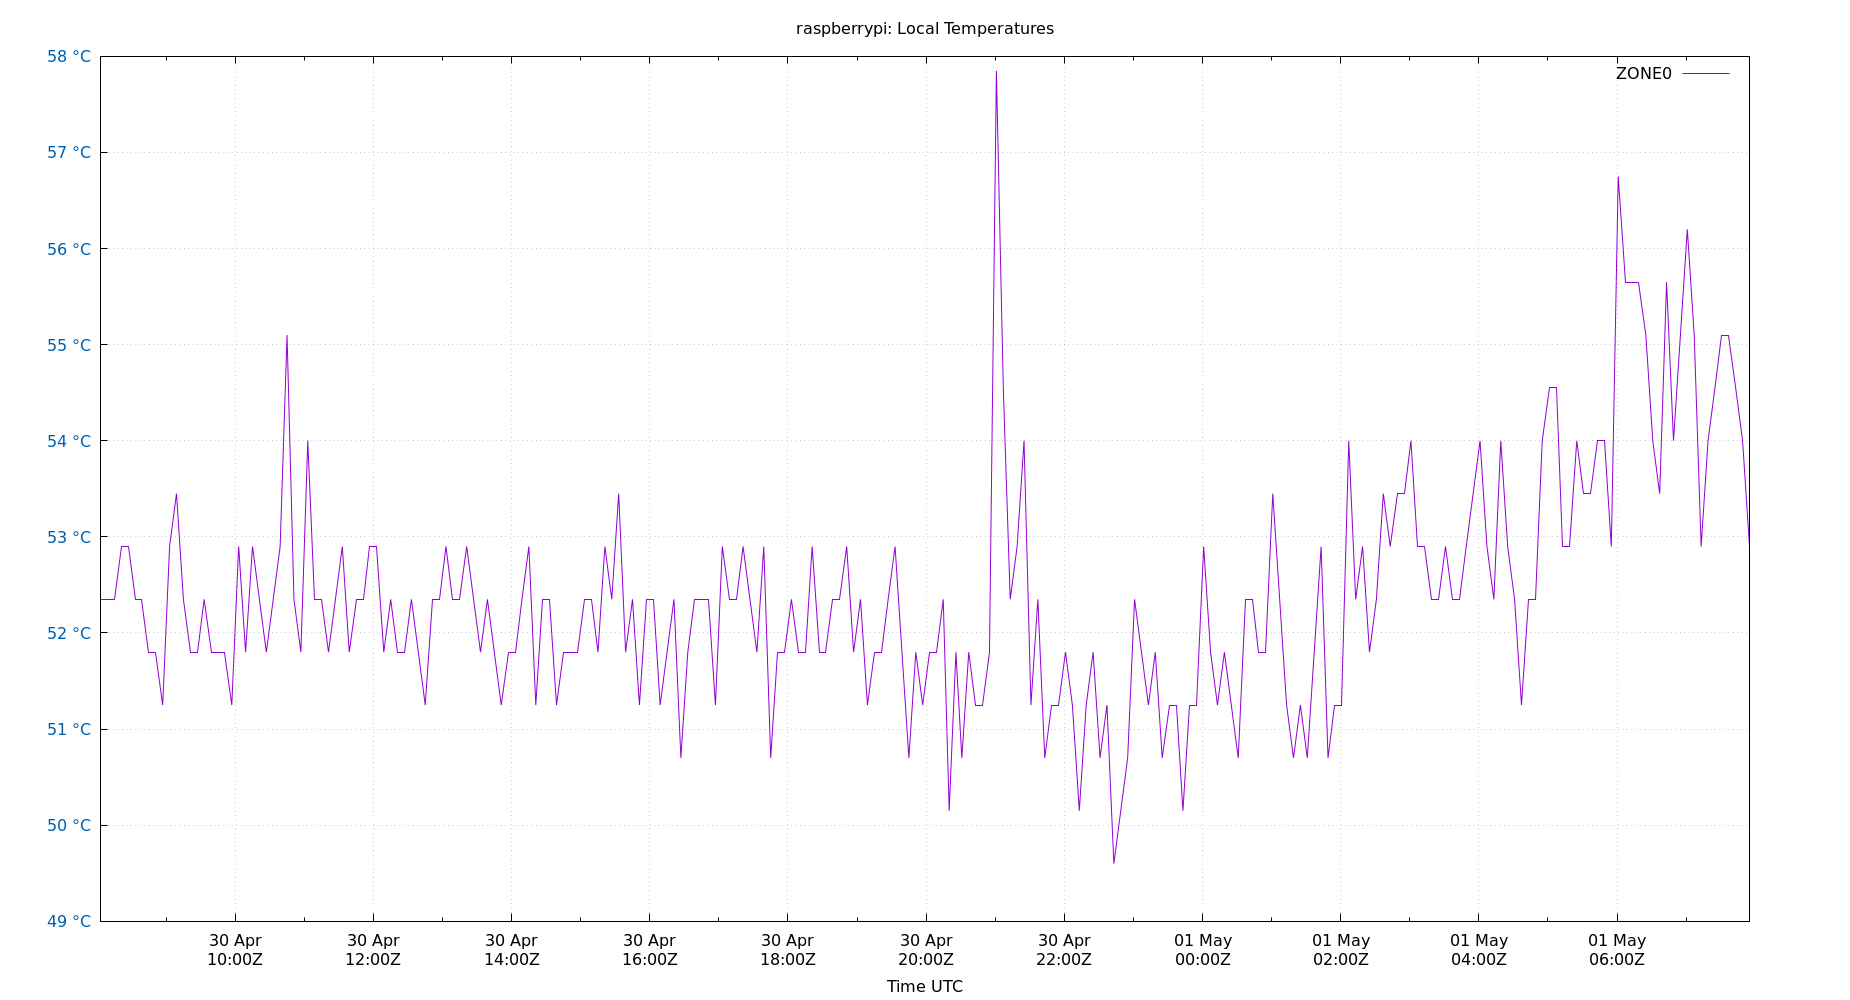 raspberrypi: Local Temperatures
58 °C
57 °C
56 °C
55 °C
54 °C
53 °C
52 °C
51 °C
50 °C
49 °C
ZONE0
30 Apr 30 Apr 30 Apr 30 Apr 30 Apr 30 Apr 30 Apr 01 May 01 May 01 May 01 May
10:00Z 12:00Z 14:00Z 16:00Z 18:00Z 20:00Z 22:00Z 00:00Z 02:00Z 04:00Z 06:00Z
Time UTC